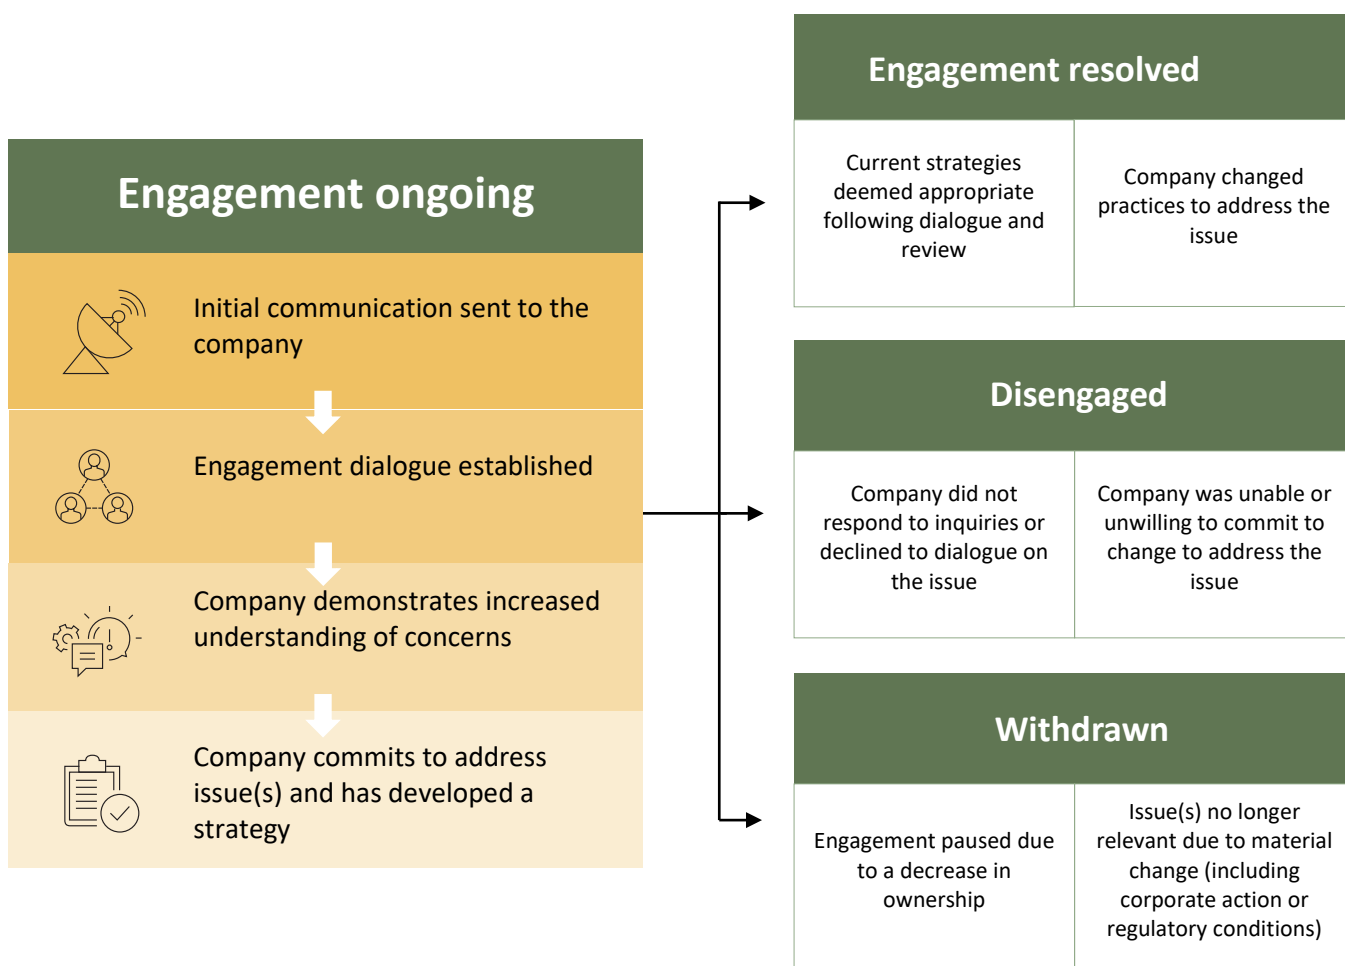 Engagement ongoing
Initial communication sent to the
company
Engagement dialogue established
Company demonstrates increased
understanding of concerns
Company commits to address
issue(s) and has developed a
strategy
Engagement resolved
Current strategies
deemed appropriate
following dialogue and
review
Company changed
practices to address the
issue
Disengaged
Company did not
respond to inquiries or
declined to dialogue on
the issue
Company was unable or
unwilling to commit to
change to address the
issue
Withdrawn
Engagement paused due
to a decrease in
ownership
Issue(s) no longer
relevant due to material
change (including
corporate action or
regulatory conditions)